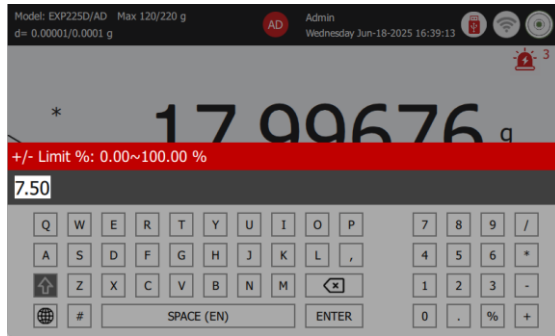 Model: EXP225D/AD Max 120/220 g
d= 0.00001/0.0001 g
AD
Admin
Wednesday Jun-18-2025 16:39:13
3
*
17.99676 g
+/- Limit %: 0.00~100.00 %
7.50
Q W E R T Y U I O P 7 8 9 /
A S D F G H J K L , 4 5 6 *
Z X C V B N M 1 2 3 -
# SPACE (EN) ENTER 0 . % +